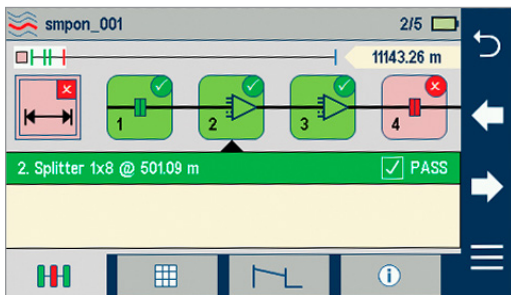 smpon_001
2/5
11143.26 m
1
2
3
4
2. Splitter 1x8 @ 501.09 m
PASS